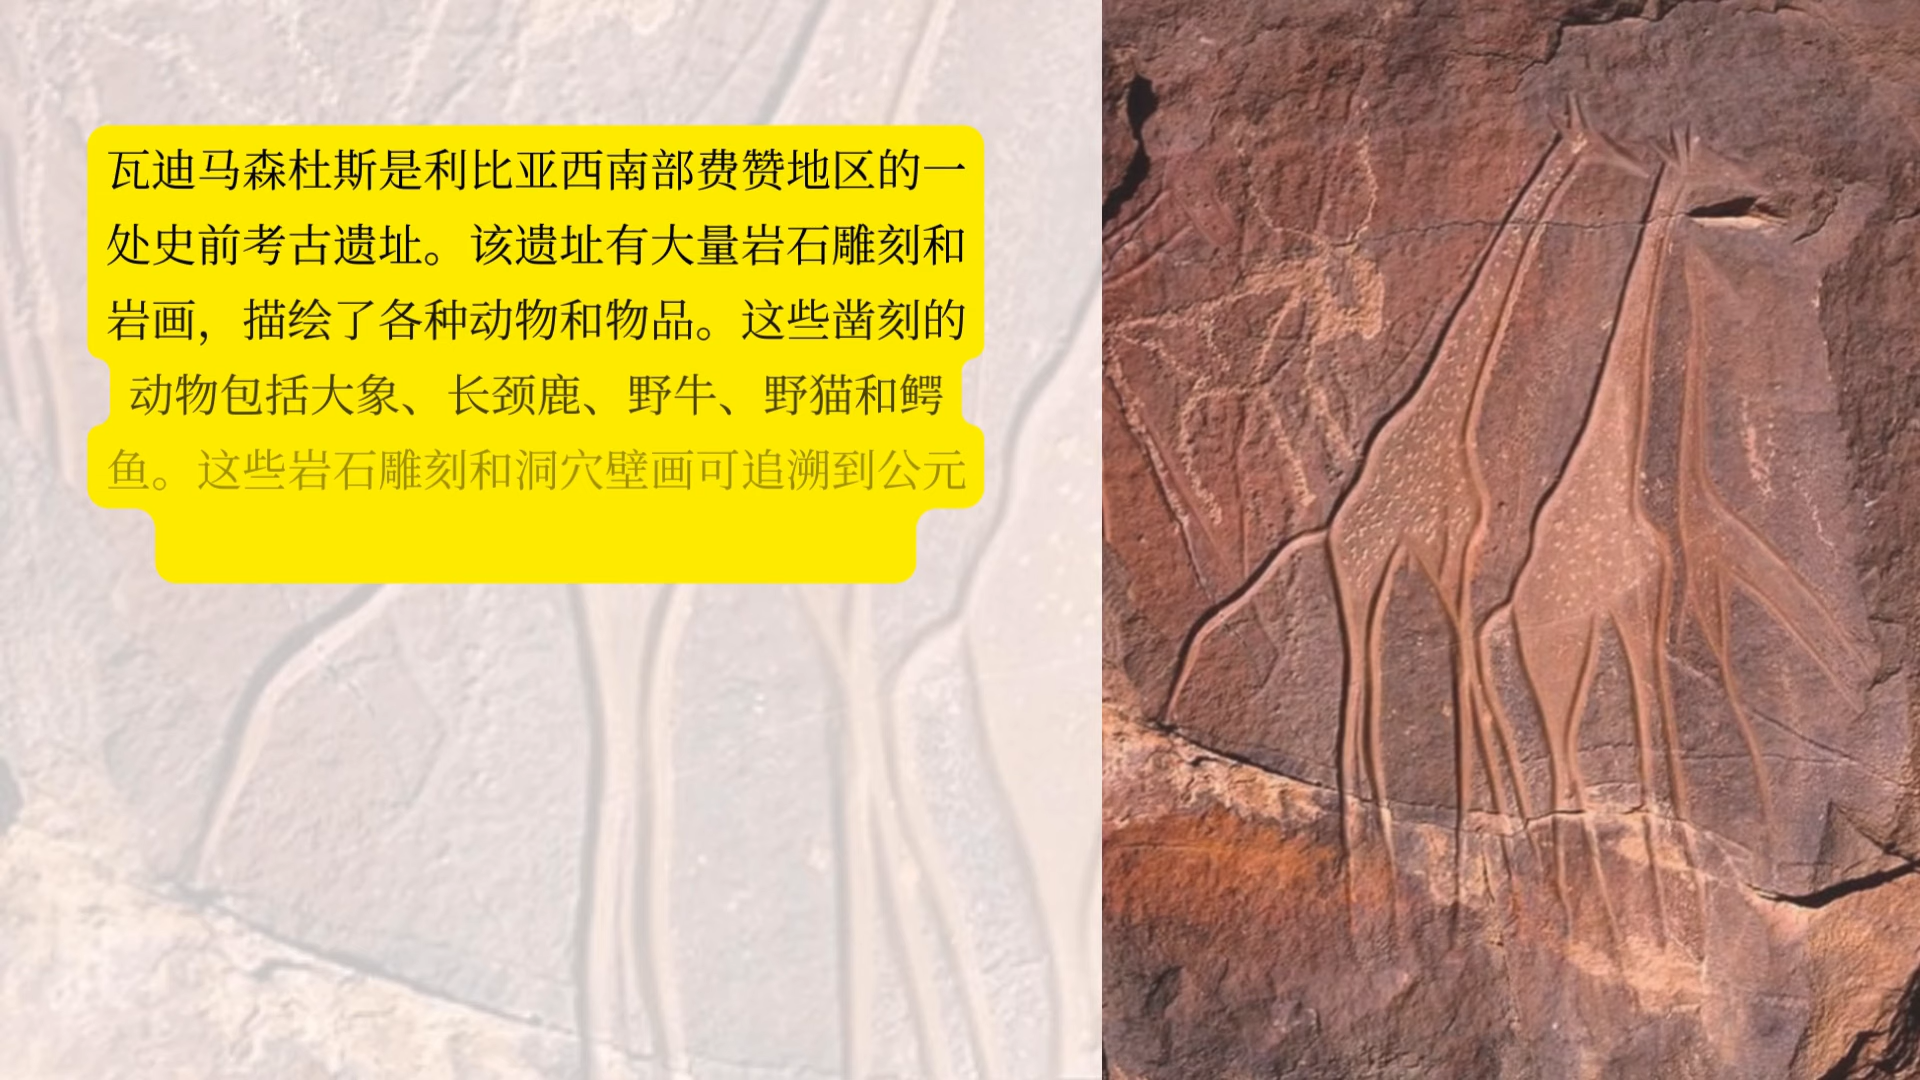 瓦迪马森杜斯是利比亚西南部费赞地区的一
处史前考古遗址。该遗址有大量岩石雕刻和
岩画，描绘了各种动物和物品。这些凿刻的
动物包括大象、长颈鹿、野牛、野猫和鳄
鱼。这些岩石雕刻和洞穴壁画可追溯到公元